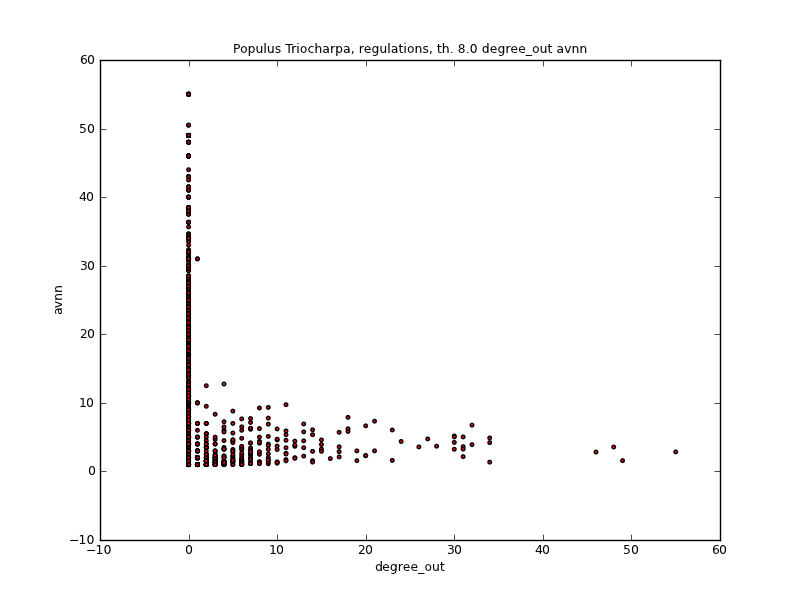 Populus Triocharpa, regulations, th. 8.0 degree_out avnn
60
50
40
30
20
10
0
−10
avnn
−10 0 10 20 30 40 50 60
degree_out